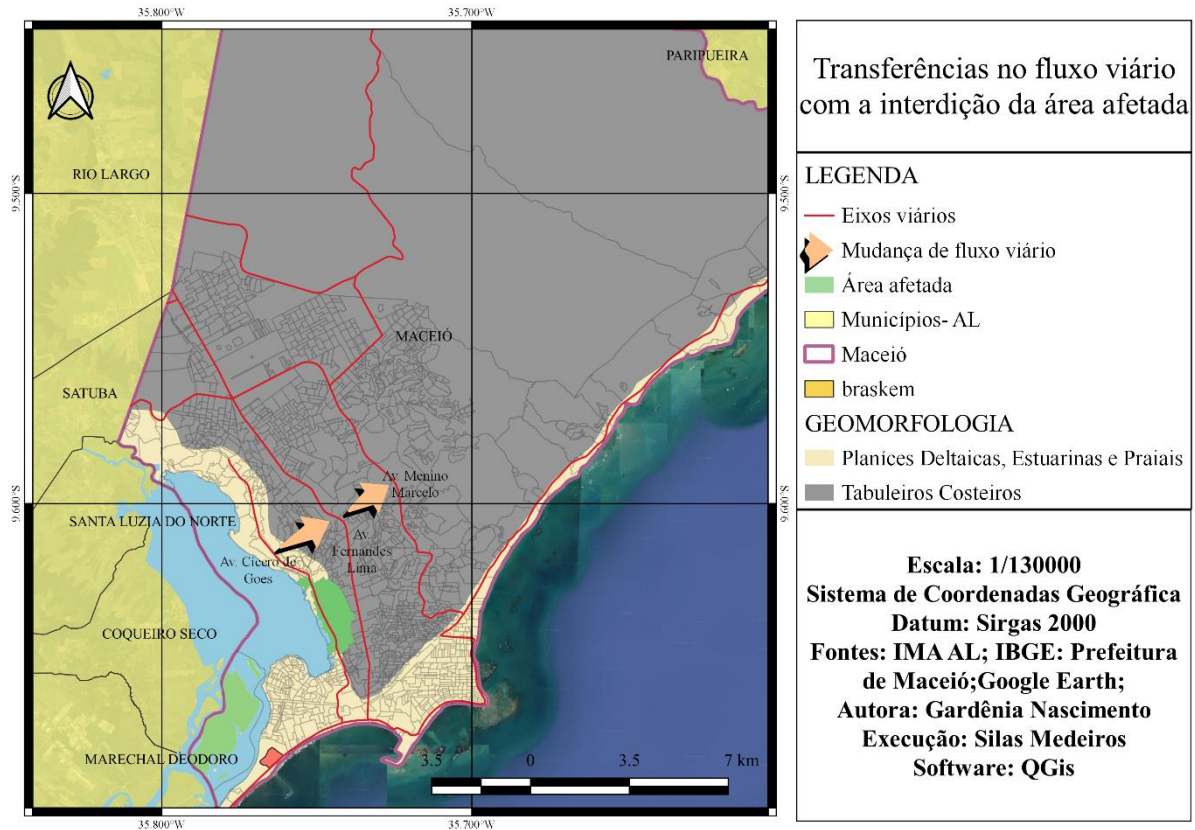 35.800°W
35.700°W
PARIPUEIRA
RIO LARGO
9.500°S
9.500°S
MACEIÓ
SATUBA
Av. Menino
Marcelo
9.600°S
9.600°S
SANTA LUZIA DO NORTE
Av.
Fernandes
Lima
Av. Cícero de
Goes
COQUEIRO SECO
MARECHAL DEODORO
3.5
0
3.5
7 km
35.800°W
35.700°W
Transferências no fluxo viário
com a interdição da área afetada
LEGENDA
Eixos viários
Mudança de fluxo viário
Área afetada
Municípios- AL
Maceió
braskem
GEOMORFOLOGIA
Planices Deltaicas, Estuarinas e Praiais
Tabuleiros Costeiros
Escala: 1/130000
Sistema de Coordenadas Geográfica
Datum: Sirgas 2000
Fontes: IMA AL; IBGE: Prefeitura
de Maceió;Google Earth;
Autora: Gardênia Nascimento
Execução: Silas Medeiros
Software: QGis